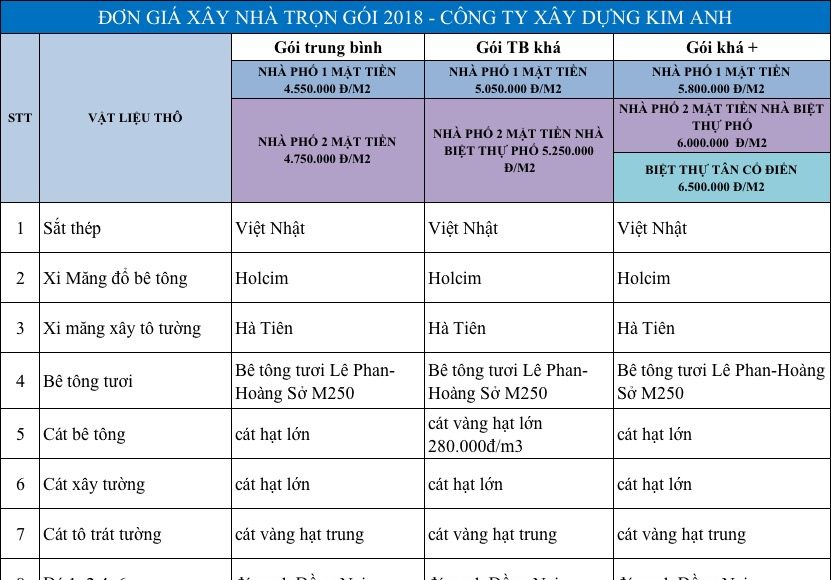 ĐƠN GIÁ XÂY NHÀ TRỌN GÓI 2018 - CÔNG TY XÂY DỰNG KIM ANH
STT
VẬT LIỆU THÔ
Gói trung bình
Gói TB khá
Gói khá +
NHÀ PHỐ 1 MẶT TIỀN
4.550.000 Đ/M2
NHÀ PHỐ 1 MẶT TIỀN
5.050.000 Đ/M2
NHÀ PHỐ 1 MẶT TIỀN
5.800.000 Đ/M2
NHÀ PHỐ 2 MẶT TIỀN
4.750.000 Đ/M2
NHÀ PHỐ 2 MẶT TIỀN NHÀ
BIỆT THỰ PHỐ 5.250.000
Đ/M2
NHÀ PHỐ 2 MẶT TIỀN NHÀ BIỆT
THỰ PHỐ
6.000.000 Đ/M2
BIỆT THỰ TÂN CỔ ĐIỂN
6.500.000 Đ/M2
1 Sắt thép Việt Nhật Việt Nhật Việt Nhật
2 Xi Măng đổ bê tông Holcim Holcim Holcim
3 Xi măng xây tô tường Hà Tiên Hà Tiên Hà Tiên
4 Bê tông tươi
Bê tông tươi Lê Phan-
Hoàng Sở M250
Bê tông tươi Lê Phan-
Hoàng Sở M250
Bê tông tươi Lê Phan-Hoàng
Sở M250
5 Cát bê tông cát hạt lớn
cát vàng hạt lớn
280.000đ/m3
cát hạt lớn
6 Cát xây tường cát hạt lớn cát hạt lớn cát hạt lớn
7 Cát tô trát tường cát vàng hạt trung cát vàng hạt trung cát vàng hạt trung